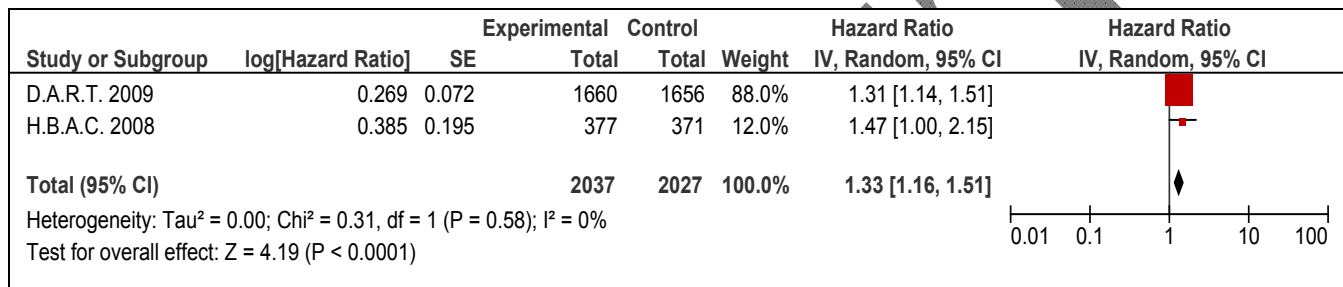 Experimental Control Hazard Ratio Hazard Ratio
Study or Subgroup log[Hazard Ratio] SE Total Total Weight IV, Random, 95% CI IV, Random, 95% CI
D.A.R.T. 2009 0.269 0.072 1660 1656 88.0% 1.31 [1.14, 1.51]
H.B.A.C. 2008 0.385 0.195 377 371 12.0% 1.47 [1.00, 2.15]
Total (95% CI) 2037 2027 100.0% 1.33 [1.16, 1.51]
Heterogeneity: Tau² = 0.00; Chi² = 0.31, df = 1 (P = 0.58); I² = 0%
Test for overall effect: Z = 4.19 (P < 0.0001)
0.01 0.1 1 10 100